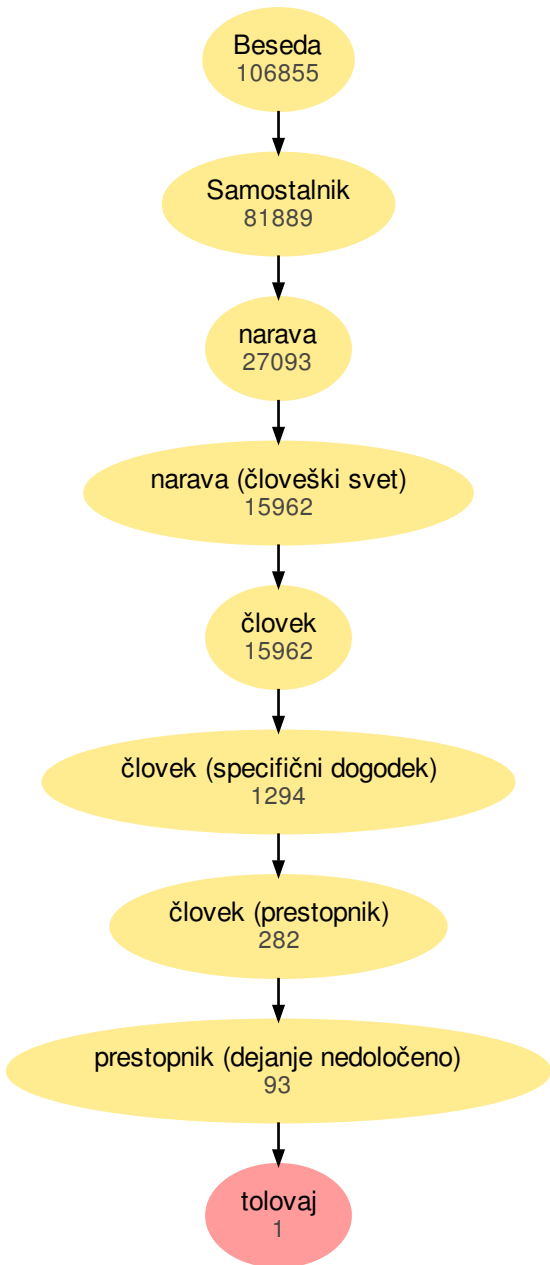 Beseda
106855
Samostalnik
81889
narava
27093
narava (človeški svet)
15962
človek
15962
človek (specifični dogodek)
1294
človek (prestopnik)
282
prestopnik (dejanje nedoločeno)
93
tolovaj
1